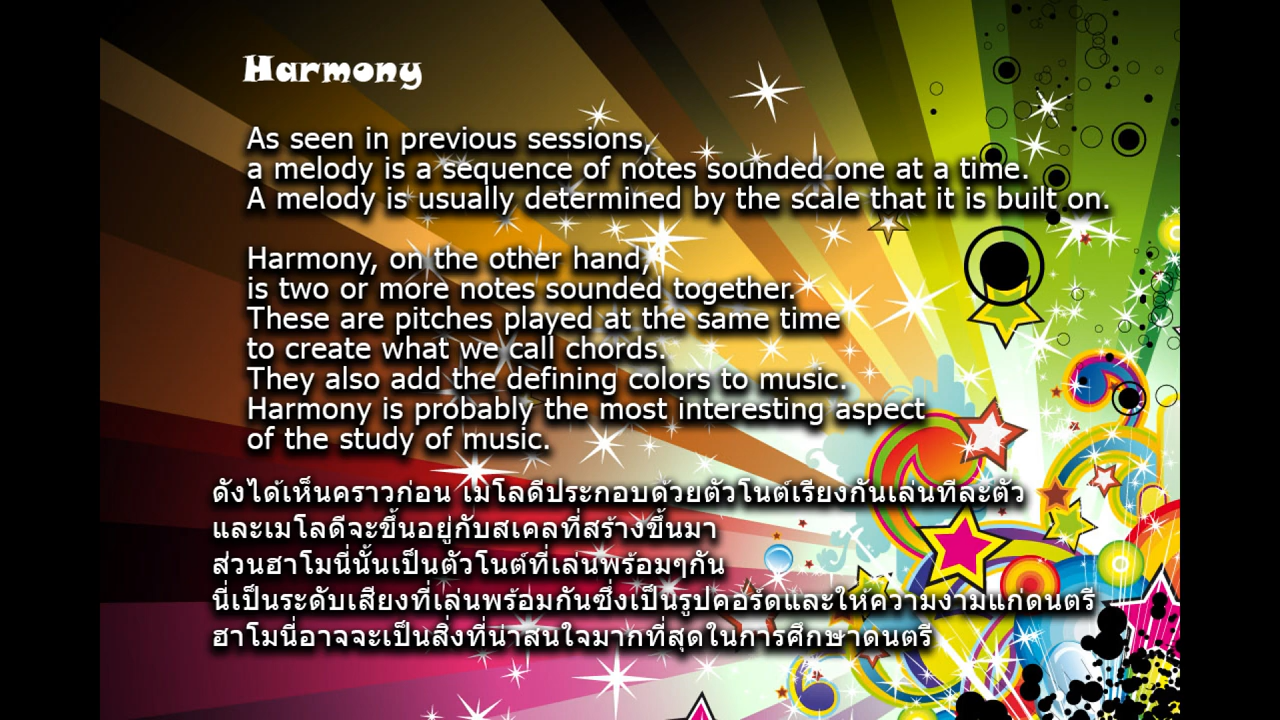 Harmony
As seen in previous sessions,
a melody is a sequence of notes sounded one at a time.
A melody is usually determined by the scale that it is built on.
Harmony, on the other hand,
is two or more notes sounded together.
These are pitches played at the same time
to create what we call chords.
They also add the defining colors to music.
Harmony is probably the most interesting aspect
of the study of music.
ดังได้เห็นคราวก่อน เมโลดีประกอบด้วยตัวโนต์เรียงกันเล่นทีละตัว
และเมโลดีจะขึ้นอยู่กับสเคลที่สร้างขึ้นมา
ส่วนฮาโมนี่นั้นเป็นตัวโนต์ที่เล่นพร้อมๆกัน
นี่เป็นระดับเสียงที่เล่นพร้อมกันซึ่งเป็นรูปคอร์ดและให้ความงามแก่ดนตรี
ฮาโมนี่อาจจะเป็นสิ่งที่น่าสนใจมากที่สุดในการศึกษาดนตรี